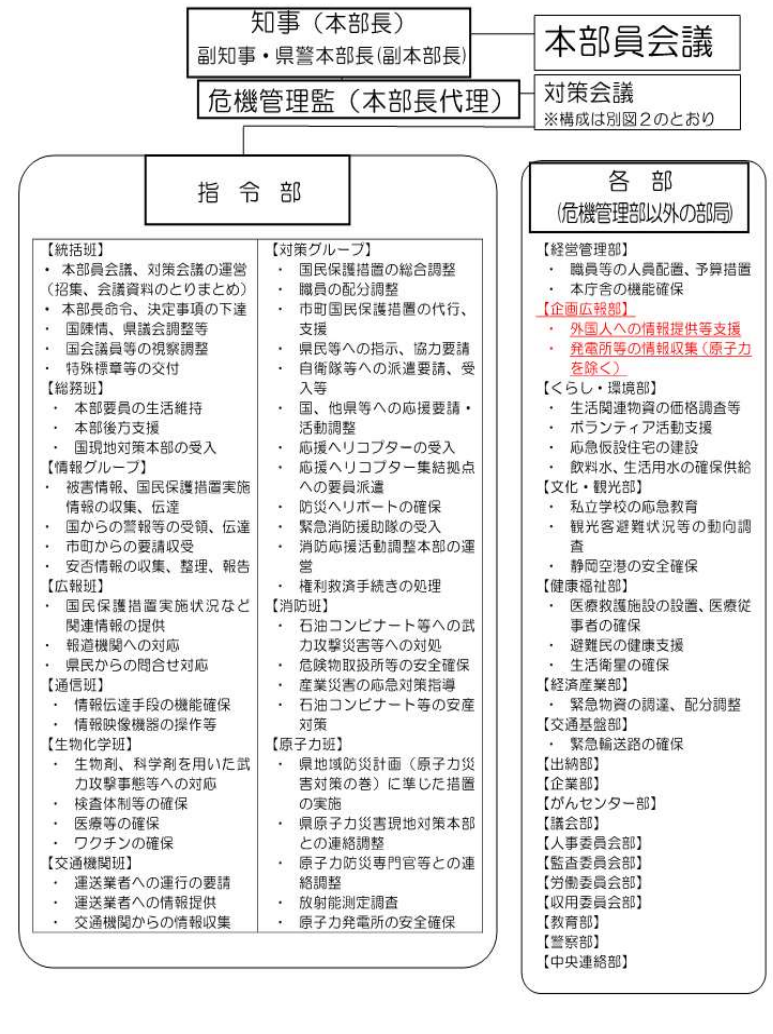 知事（本部長）
副知事・県警本部長(副本部長)
本部員会議
危機管理監（本部長代理）
対策会議
※構成は別図２のとおり
指　令　部
【統括班】
・ 本部員会議、対策会議の運営
（招集、会議資料のとりまとめ）
・ 本部長命令、決定事項の下達
・ 国陳情、県議会調整等
・ 国会議員等の視察調整
・ 特殊標章等の交付
【総務班】
・ 本部要員の生活維持
・ 本部後方支援
・ 国現地対策本部の受入
【情報グループ】
・ 被害情報、国民保護措置実施
情報の収集、伝達
・ 国からの警報等の受領、伝達
・ 市町からの要請収受
・ 安否情報の収集、整理、報告
【広報班】
・ 国民保護措置実施状況など
関連情報の提供
・ 報道機関への対応
・ 県民からの問合せ対応
【通信班】
・ 情報伝達手段の機能確保
・ 情報映像機器の操作等
【生物化学班】
・ 生物剤、科学剤を用いた武
力攻撃事態等への対応
・ 検査体制等の確保
・ 医療等の確保
・ ワクチンの確保
【交通機関班】
・ 運送業者への運行の要請
・ 運送業者への情報提供
・ 交通機関からの情報収集
【対策グループ】
・ 国民保護措置の総合調整
・ 職員の配分調整
・ 市町国民保護措置の代行、
支援
・ 県民等への指示、協力要請
・ 自衛隊等への派遣要請、受
入等
・ 国、他県等への応援要請・
活動調整
・ 応援ヘリコプターの受入
・ 応援ヘリコプター集結拠点
への要員派遣
・ 防災ヘリポートの確保
・ 緊急消防援助隊の受入
・ 消防応援活動調整本部の運
営
・ 権利救済手続きの処理
【消防班】
・ 石油コンビナート等への武
力攻撃災害等への対処
・ 危険物取扱所等の安全確保
・ 産業災害の応急対策指導
・ 石油コンビナート等の安産
対策
【原子力班】
・ 県地域防災計画（原子力災
害対策の巻）に準じた措置
の実施
・ 県原子力災害現地対策本部
との連絡調整
・ 原子力防災専門官等との連
絡調整
・ 放射能測定調査
・ 原子力発電所の安全確保
各　部
(危機管理部以外の部局)
【経営管理部】
・ 職員等の人員配置、予算措置
・ 本庁舎の機能確保
【企画広報部】
・ 外国人への情報提供等支援
・ 発電所等の情報収集（原子力
を除く）
【くらし・環境部】
・ 生活関連物資の価格調査等
・ ボランティア活動支援
・ 応急仮設住宅の建設
・ 飲料水、生活用水の確保供給
【文化・観光部】
・ 私立学校の応急教育
・ 観光客避難状況等の動向調
査
・ 静岡空港の安全確保
【健康福祉部】
・ 医療救護施設の設置、医療従
事者の確保
・ 避難民の健康支援
・ 生活衛星の確保
【経済産業部】
・ 緊急物資の調達、配分調整
【交通基盤部】
・ 緊急輸送路の確保
【出納部】
【企業部】
【がんセンター部】
【議会部】
【人事委員会部】
【監査委員会部】
【労働委員会部】
【収用委員会部】
【教育部】
【警察部】
【中央連絡部】